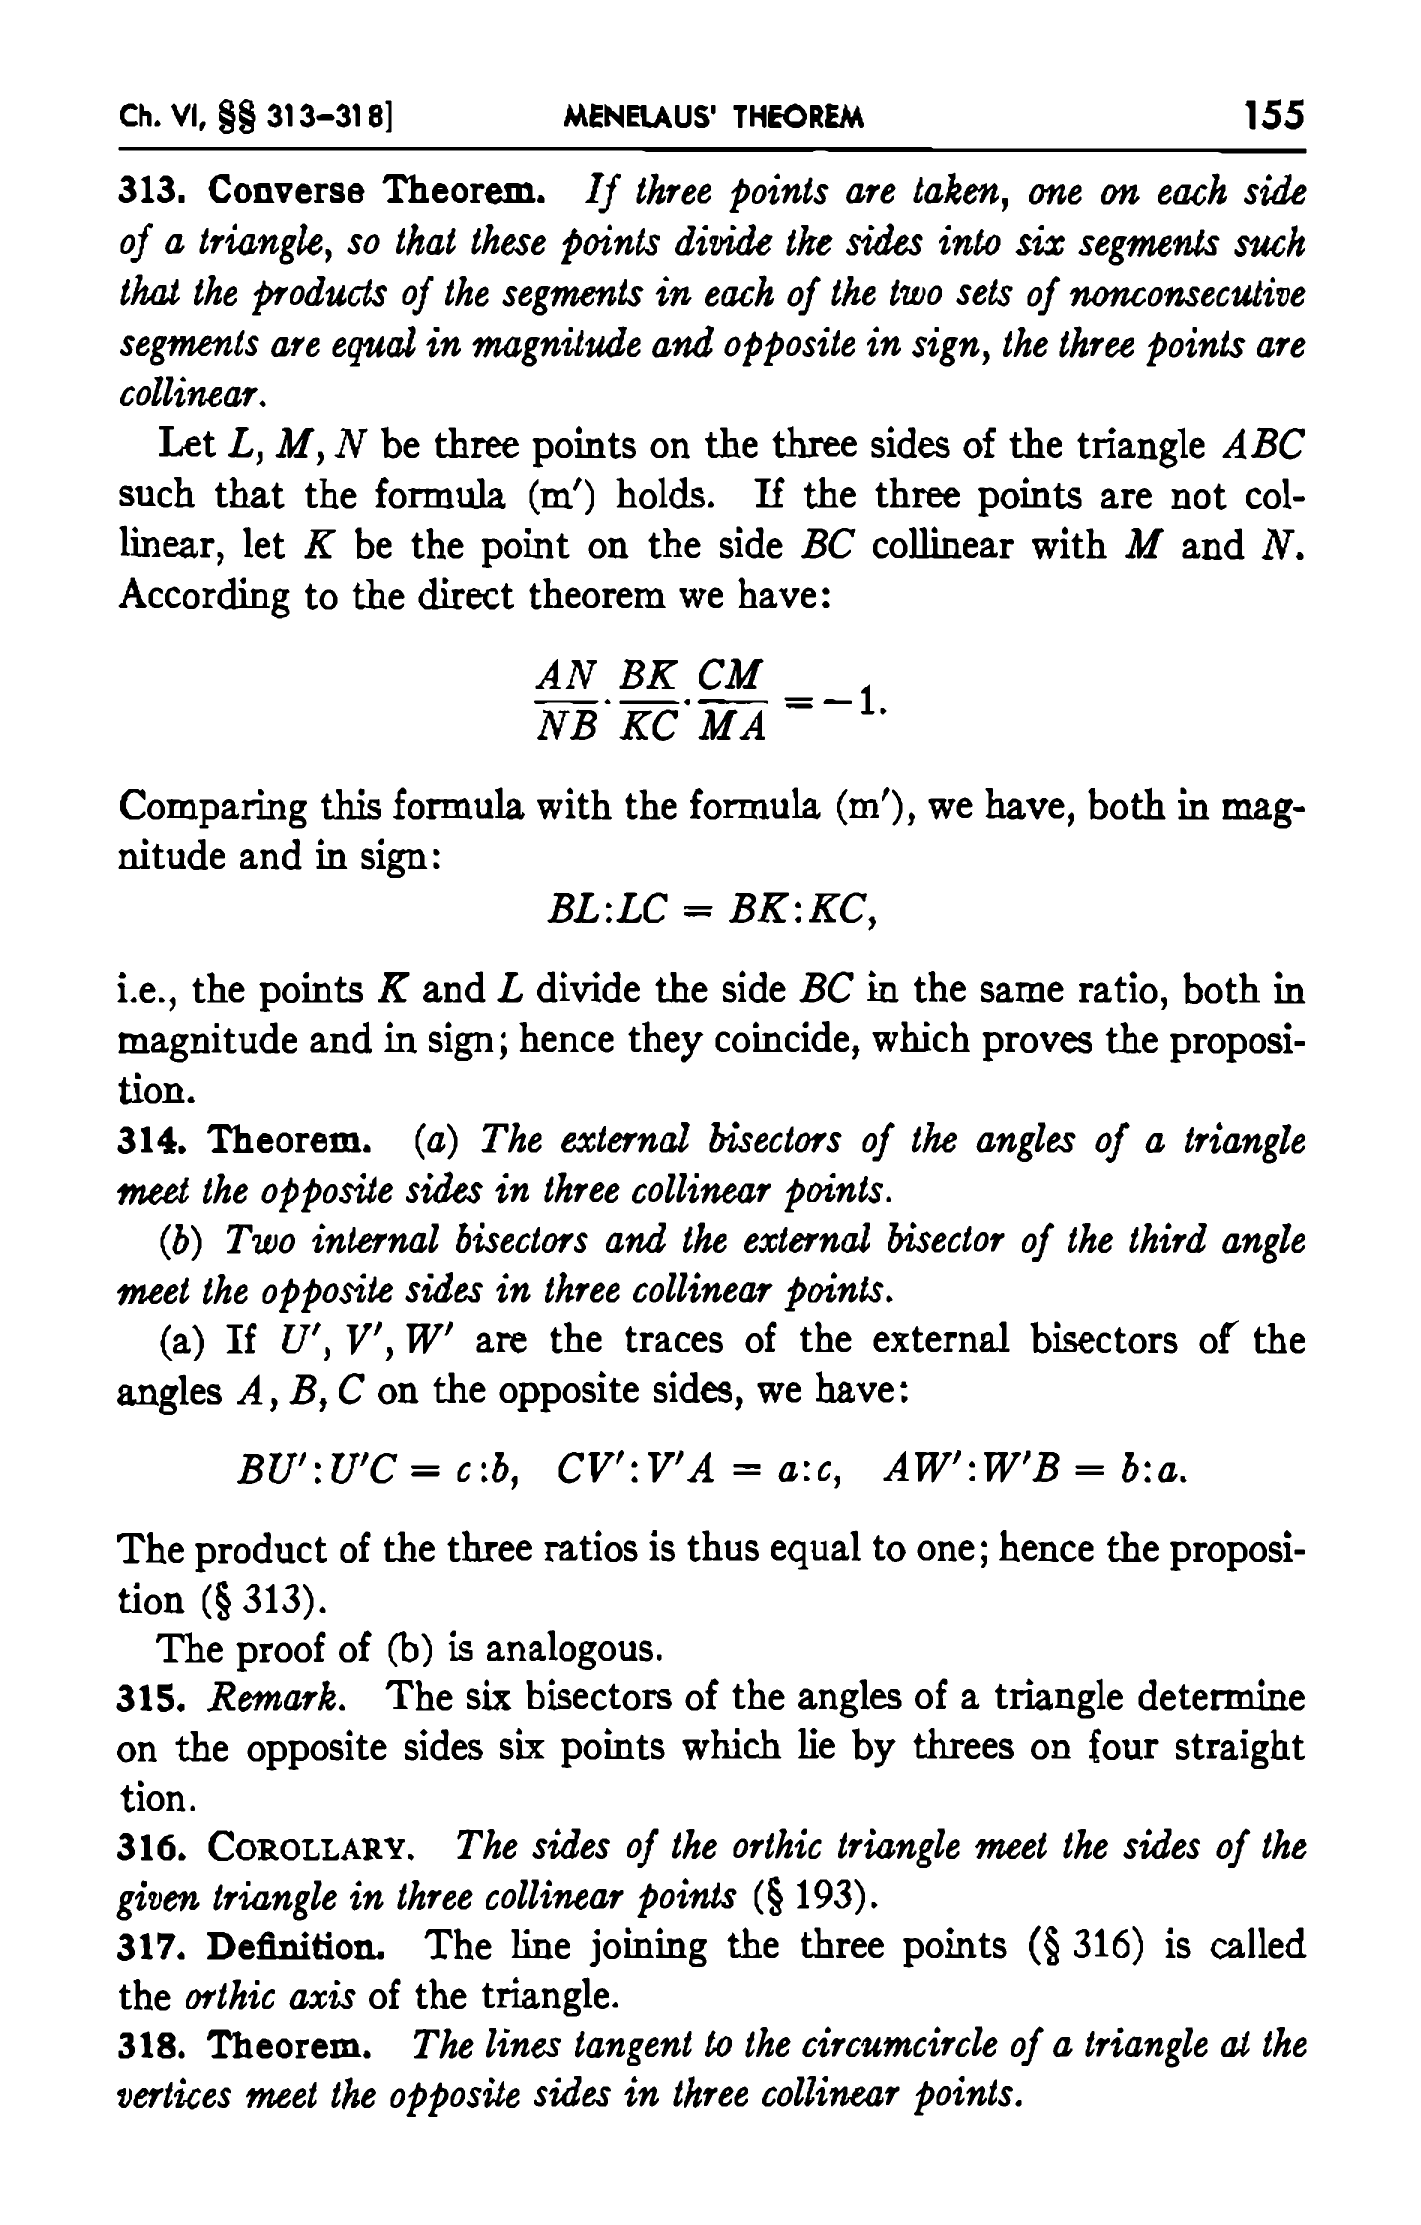 Ch. VI, §§ 313–318] MENELAUS' THEOREM 155
313. Converse Theorem. If three points are taken, one on each side
of a triangle, so that these points divide the sides into six segments such
that the products of the segments in each of the two sets of nonconsecutive
segments are equal in magnitude and opposite in sign, the three points are
collinear.
Let L, M, N be three points on the three sides of the triangle ABC
such that the formula (m′) holds. If the three points are not col-
linear, let K be the point on the side BC collinear with M and N.
According to the direct theorem we have:
AN/NB · BK/KC · CM/MA = −1.
Comparing this formula with the formula (m′), we have, both in mag-
nitude and in sign:
BL:LC = BK:KC,
i.e., the points K and L divide the side BC in the same ratio, both in
magnitude and in sign; hence they coincide, which proves the proposi-
tion.
314. Theorem. (a) The external bisectors of the angles of a triangle
meet the opposite sides in three collinear points.
(b) Two internal bisectors and the external bisector of the third angle
meet the opposite sides in three collinear points.
(a) If U′, V′, W′ are the traces of the external bisectors of the
angles A, B, C on the opposite sides, we have:
BU′:U′C = c:b, CV′:V′A = a:c, AW′:W′B = b:a.
The product of the three ratios is thus equal to one; hence the proposi-
tion (§ 313).
The proof of (b) is analogous.
315. Remark. The six bisectors of the angles of a triangle determine
on the opposite sides six points which lie by threes on four straight
tion.
316. COROLLARY. The sides of the orthic triangle meet the sides of the
given triangle in three collinear points (§ 193).
317. Definition. The line joining the three points (§ 316) is called
the orthic axis of the triangle.
318. Theorem. The lines tangent to the circumcircle of a triangle at the
vertices meet the opposite sides in three collinear points.